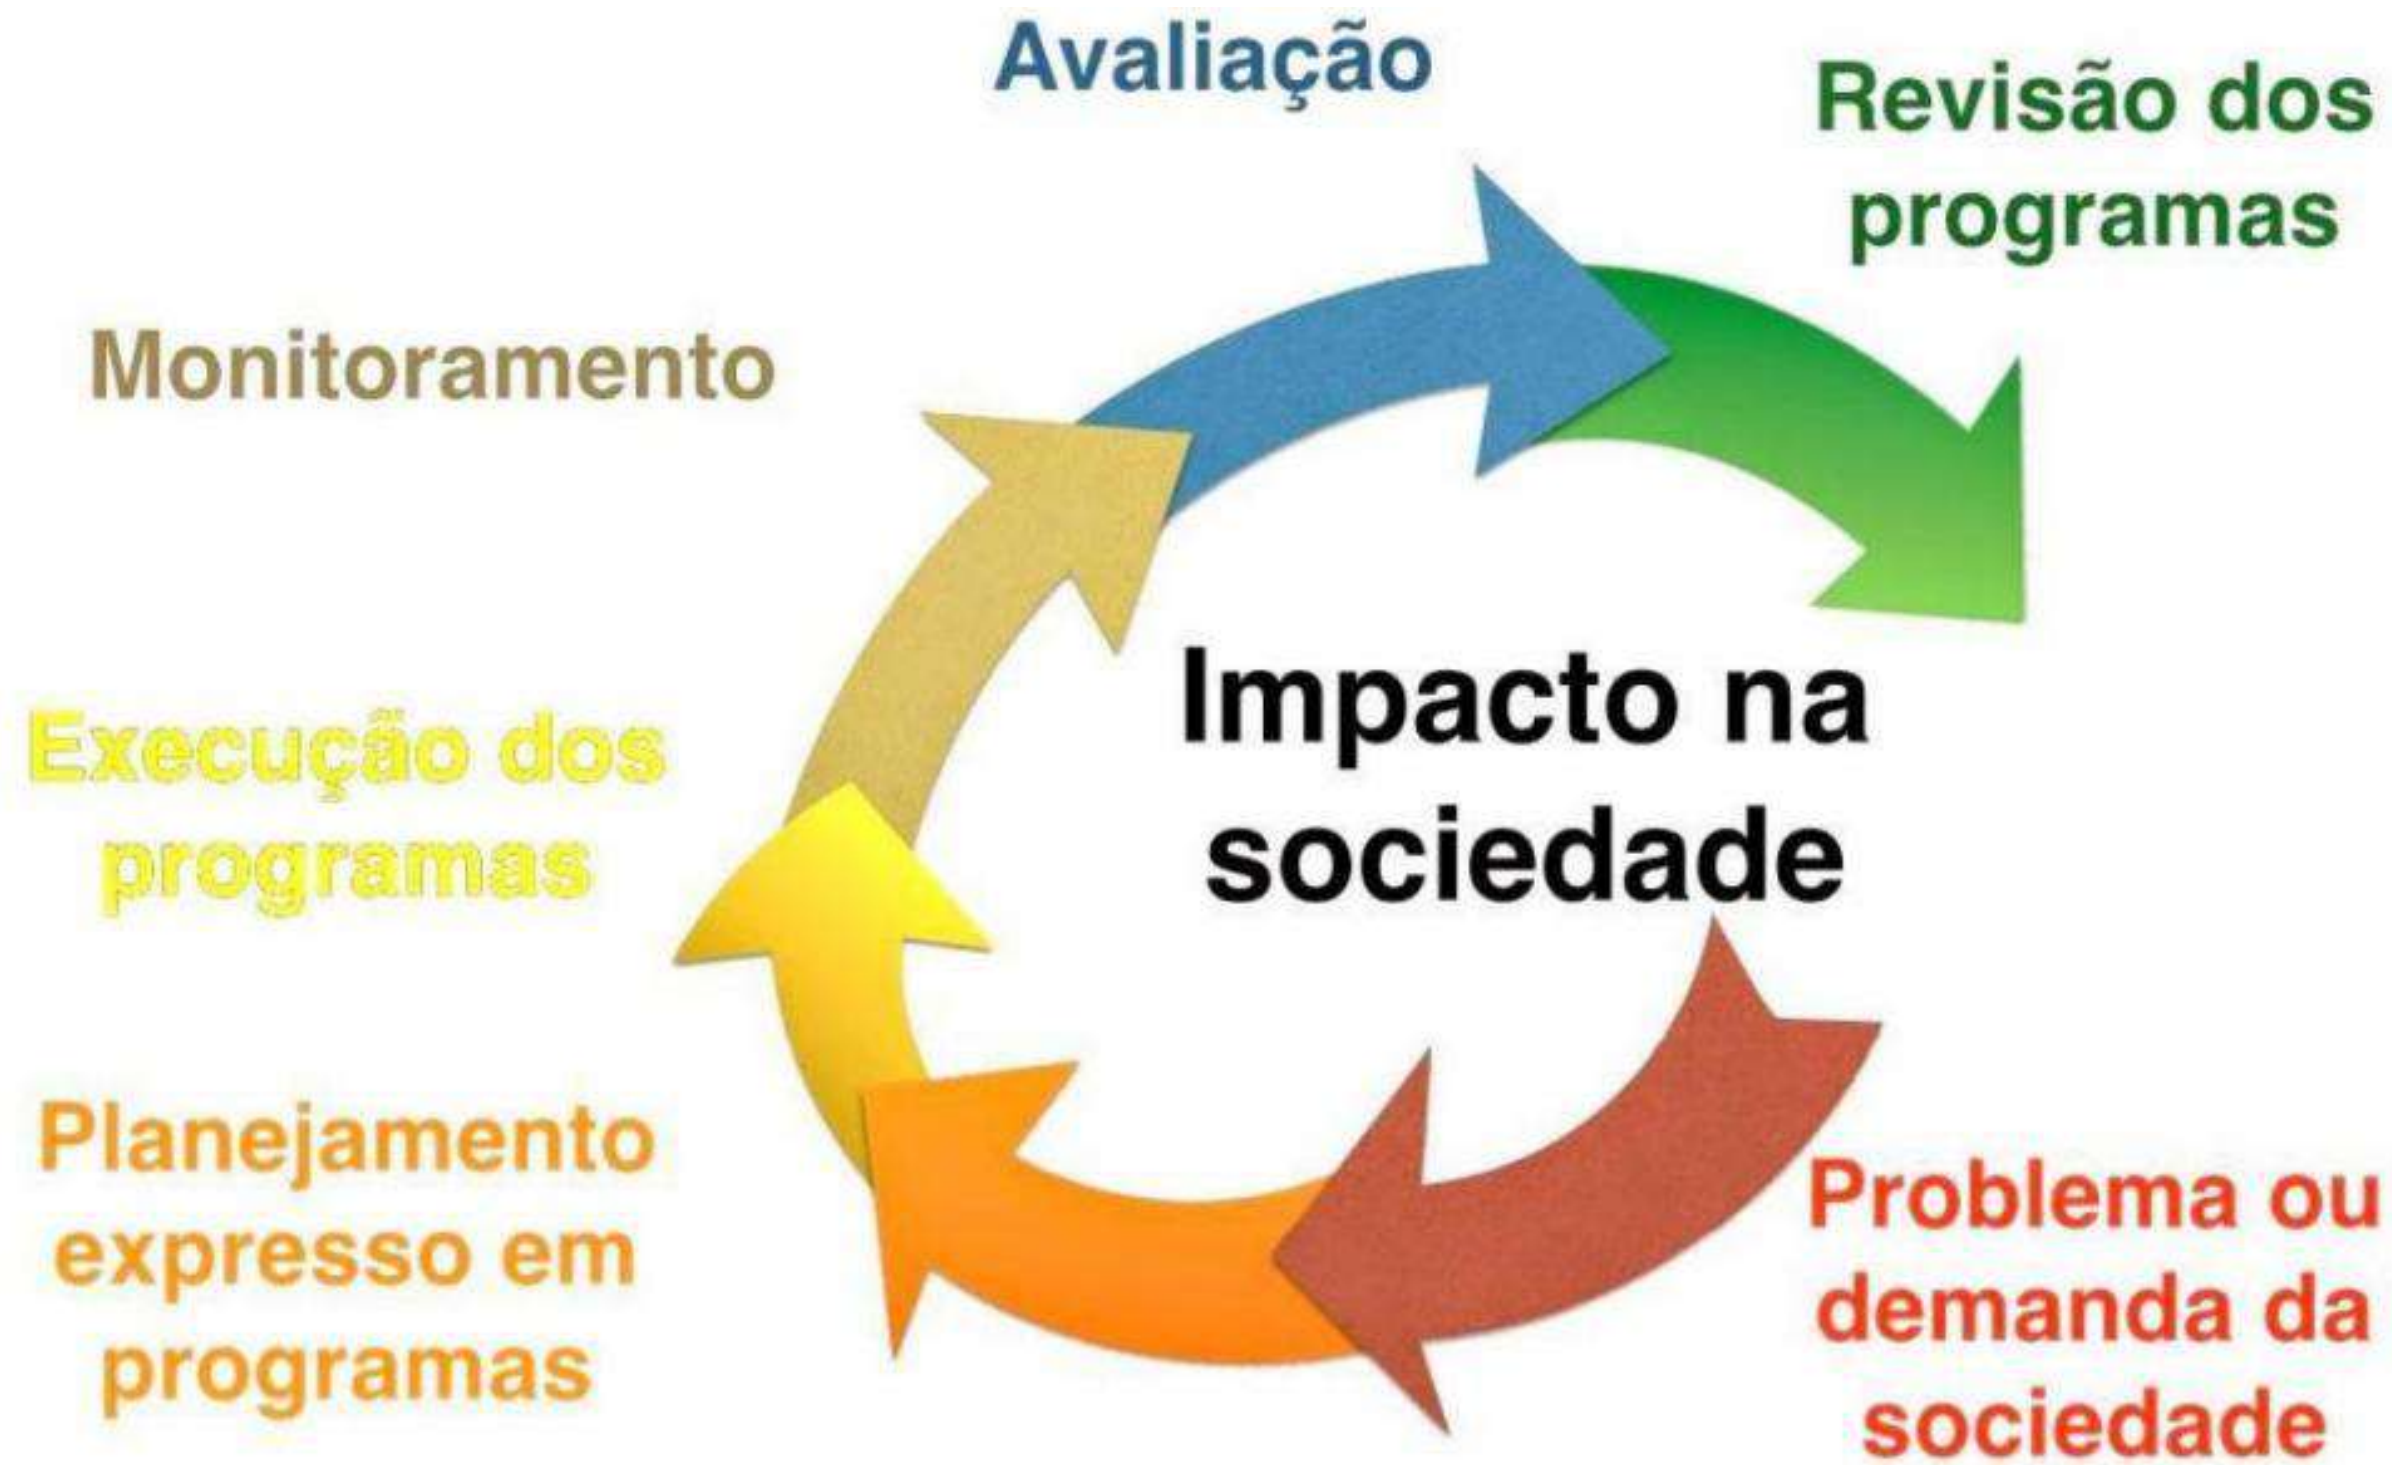 Avaliação
Revisão dos
programas
Monitoramento
Impacto na
sociedade
Execução dos
programas
Planejamento
expresso em
programas
Problema ou
demanda da
sociedade